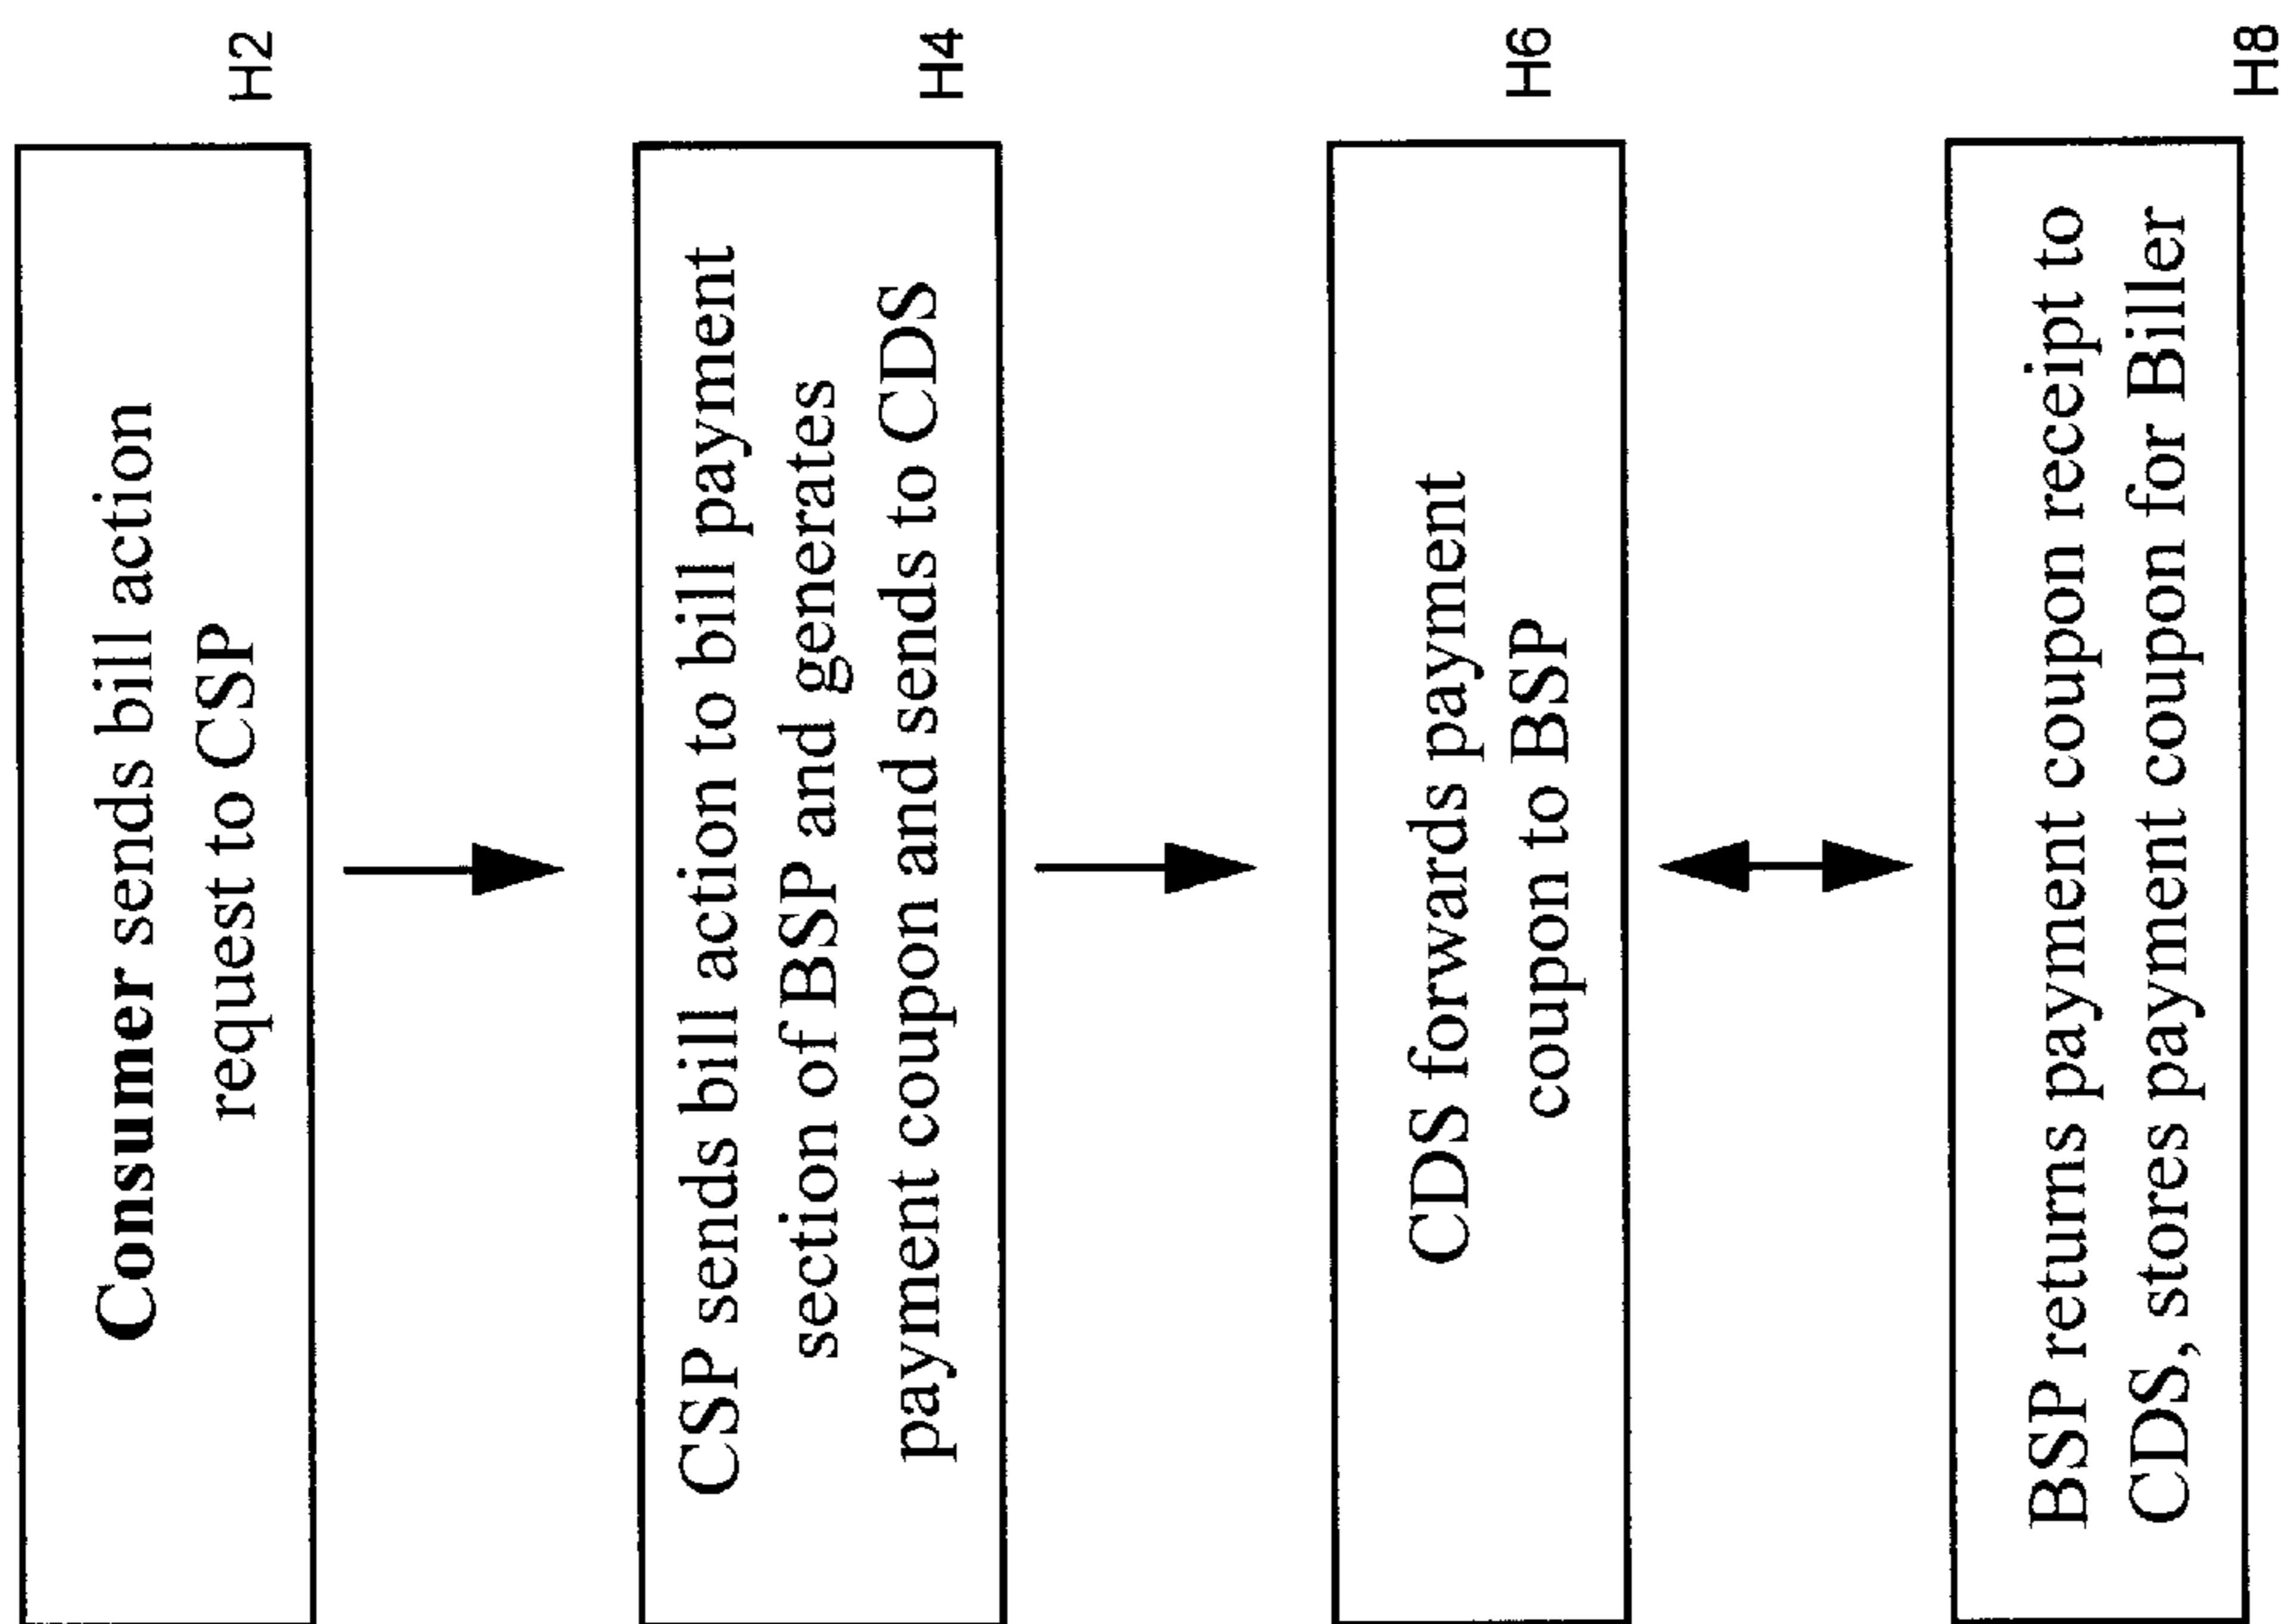 Consumer sends bill action
request to CSP
H2
CSP sends bill action to bill payment
section of BSP and generates
payment coupon and sends to CDS
H4
CDS forwards payment
coupon to BSP
H6
BSP returns payment coupon receipt to
CDS, stores payment coupon for Biller
H8